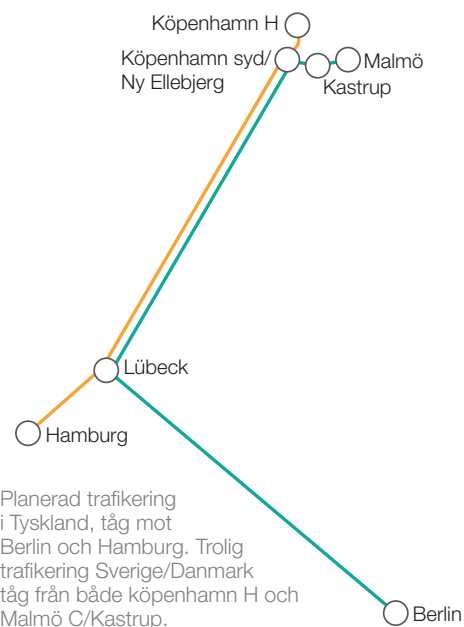 Köpenhamn H
Köpenhamn syd/
Ny Ellebjerg
Malmö
Kastrup
Lübeck
Hamburg
Planerad trafikering
i Tyskland, tåg mot
Berlin och Hamburg. Trolig
trafikering Sverige/Danmark
tåg från både köpenhamn H och
Malmö C/Kastrup.
Berlin